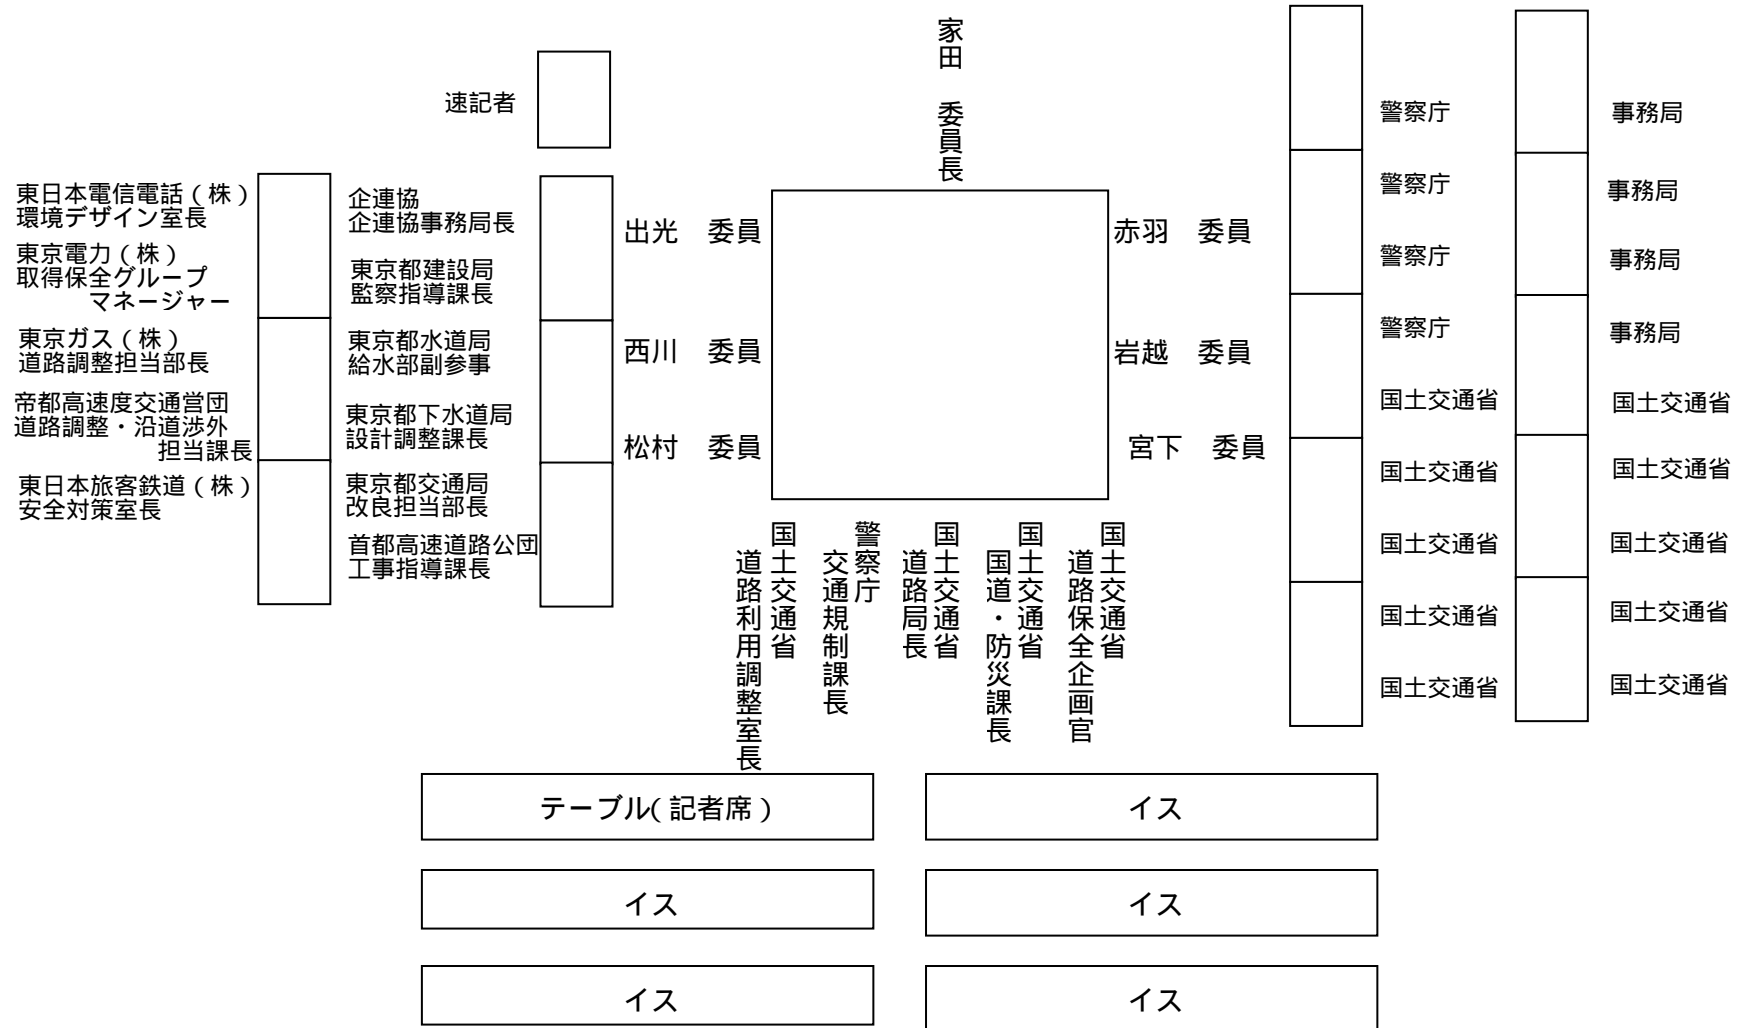 家田　委員長
速記者
東日本電信電話（株）
環境デザイン室長
東京電力（株）
取得保全グループ
マネージャー
東京ガス（株）
道路調整担当部長
帝都高速度交通営団
道路調整・沿道渉外
担当課長
東日本旅客鉄道（株）
安全対策室長
企連協
企連協事務局長
東京都建設局
監察指導課長
東京都水道局
給水部副参事
東京都下水道局
設計調整課長
東京都交通局
改良担当部長
首都高速道路公団
工事指導課長
出光　委員
西川　委員
松村　委員
赤羽　委員
岩越　委員
宮下　委員
警察庁
警察庁
警察庁
警察庁
国土交通省
国土交通省
国土交通省
国土交通省
国土交通省
事務局
事務局
事務局
事務局
国土交通省
国土交通省
国土交通省
国土交通省
国土交通省
国土交通省
道路保全企画官
国土交通省
国道・防災課長
国土交通省
道路局長
警察庁
交通規制課長
国土交通省
道路利用調整室長
テーブル(記者席）
イス
イス
イス
イス
イス